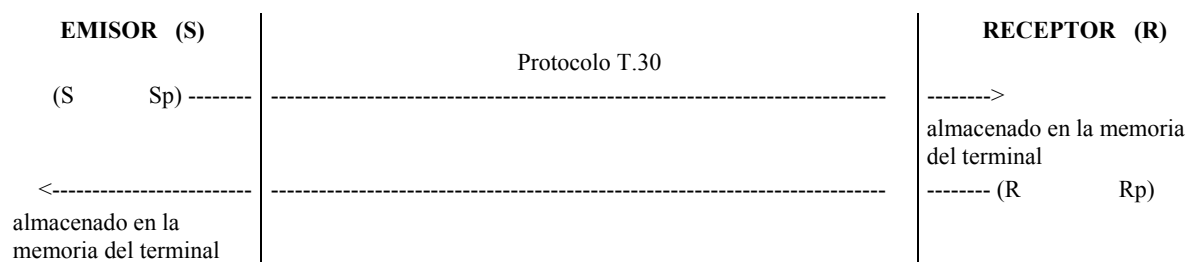 EMISOR (S)
RECEPTOR (R)
Protocolo T.30
(S Sp) -------- --------------------------------------------------------------------------- -------->
almacenado en la memoria
del terminal
<------------------------- --------------------------------------------------------------------------- -------- (R Rp)
almacenado en la
memoria del terminal